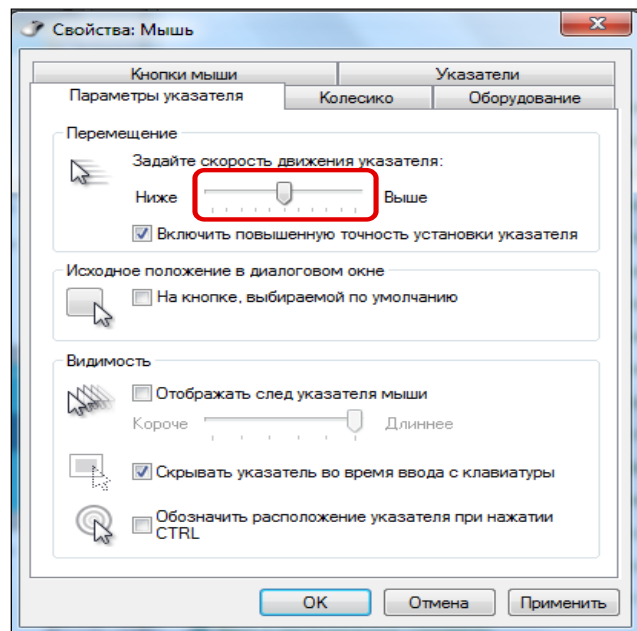 Свойства: Мышь
Кнопки мыши Указатели
Параметры указателя Колесико Оборудование
Перемещение
Задайте скорость движения указателя:
Ниже Выше
Включить повышенную точность установки указателя
Исходное положение в диалоговом окне
На кнопке, выбираемой по умолчанию
Видимость
Отображать след указателя мыши
Короче Длиннее
Скрывать указатель во время ввода с клавиатуры
Обозначить расположение указателя при нажатии
CTRL
OK Отмена Применить